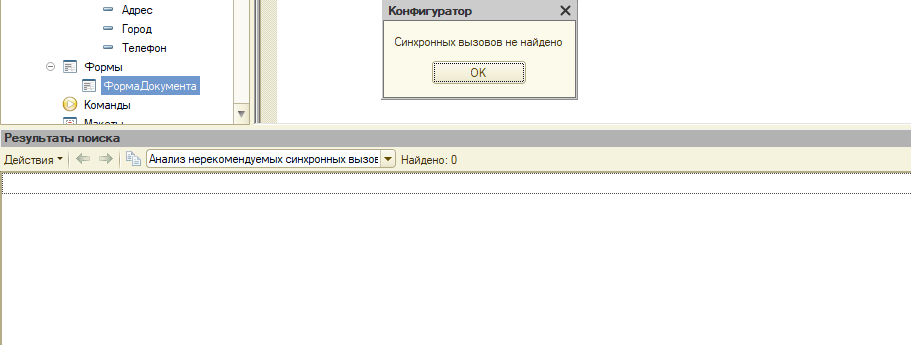 Адрес
Город
Телефон
Формы
ФормаДокумента
Команды
Макеты
Конфигуратор
Синхронных вызовов не найдено
OK
Результаты поиска
Действия
Анализ нерекомендуемых синхронных вызов
Найдено: 0